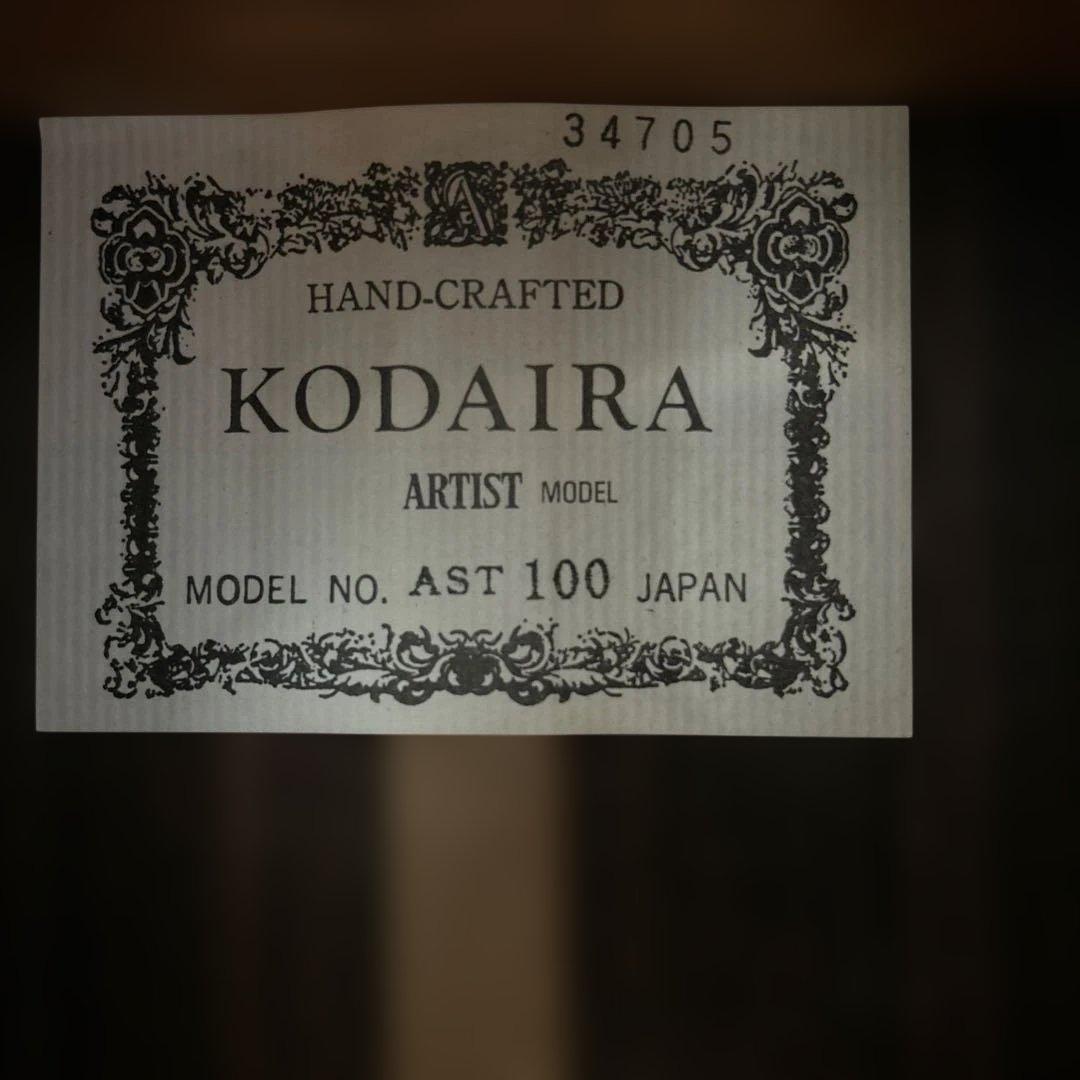 34705
A
HAND-CRAFTED
KODAIRA
ARTIST MODEL
MODEL NO. AST 100 JAPAN